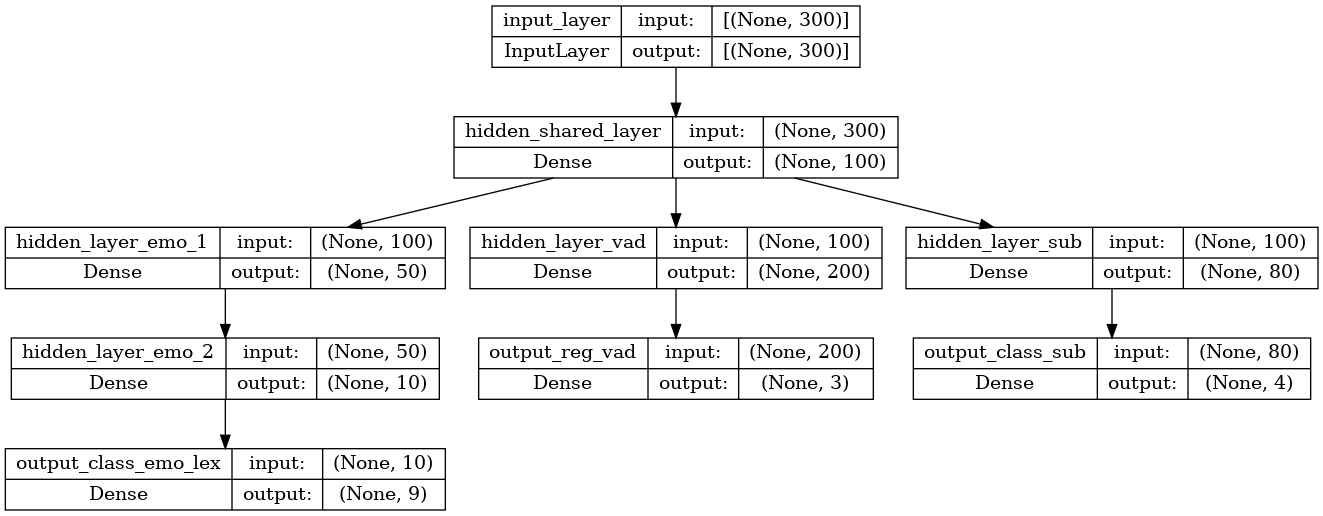 input_layer input: [(None, 300)]
InputLayer output: [(None, 300)]
hidden_shared_layer input: (None, 300)
Dense output: (None, 100)
hidden_layer_emo_1 input: (None, 100)
Dense output: (None, 50)
hidden_layer_vad input: (None, 100)
Dense output: (None, 200)
hidden_layer_sub input: (None, 100)
Dense output: (None, 80)
hidden_layer_emo_2 input: (None, 50)
Dense output: (None, 10)
output_reg_vad input: (None, 200)
Dense output: (None, 3)
output_class_sub input: (None, 80)
Dense output: (None, 4)
output_class_emo_lex input: (None, 10)
Dense output: (None, 9)